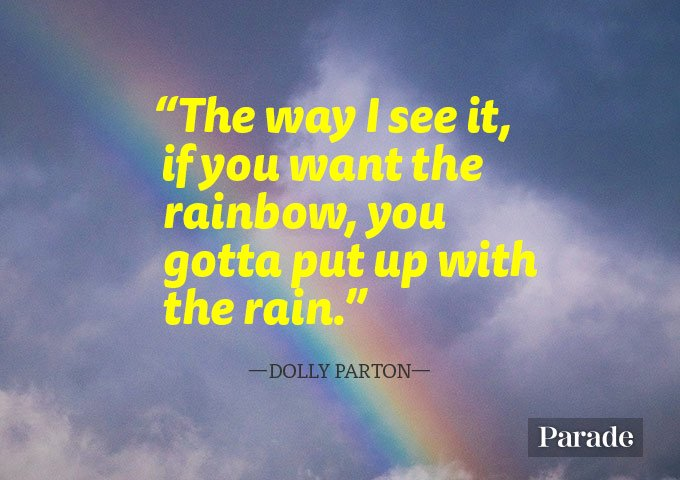 “The way I see it,
if you want the
rainbow, you
gotta put up with
the rain.”
—DOLLY PARTON—
Parade